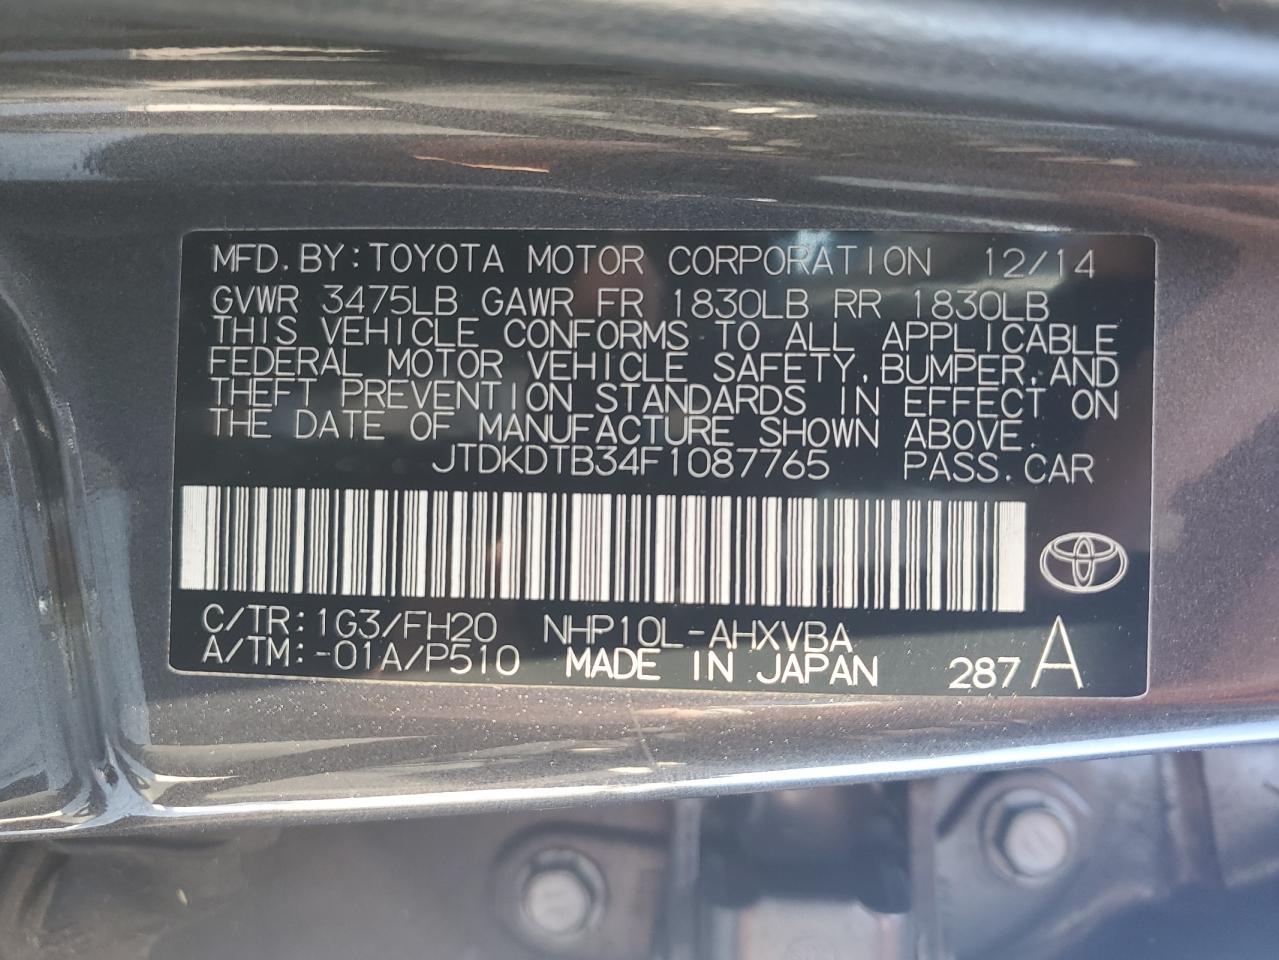 MFD. BY: TOYOTA MOTOR CORPORATION 12/14
GVWR 3475LB GAWR FR 1830LB RR 1830LB
THIS VEHICLE CONFORMS TO ALL APPLICABLE
FEDERAL MOTOR VEHICLE SAFETY, BUMPER, AND
THEFT PREVENTION STANDARDS IN EFFECT ON
THE DATE OF MANUFACTURE SHOWN ABOVE.
JTDKDTB34F1087765 PASS. CAR
C/TR: 1G3/FH20 NHP10L-AHXVBA
A/TM: -01A/P510 MADE IN JAPAN 287 A